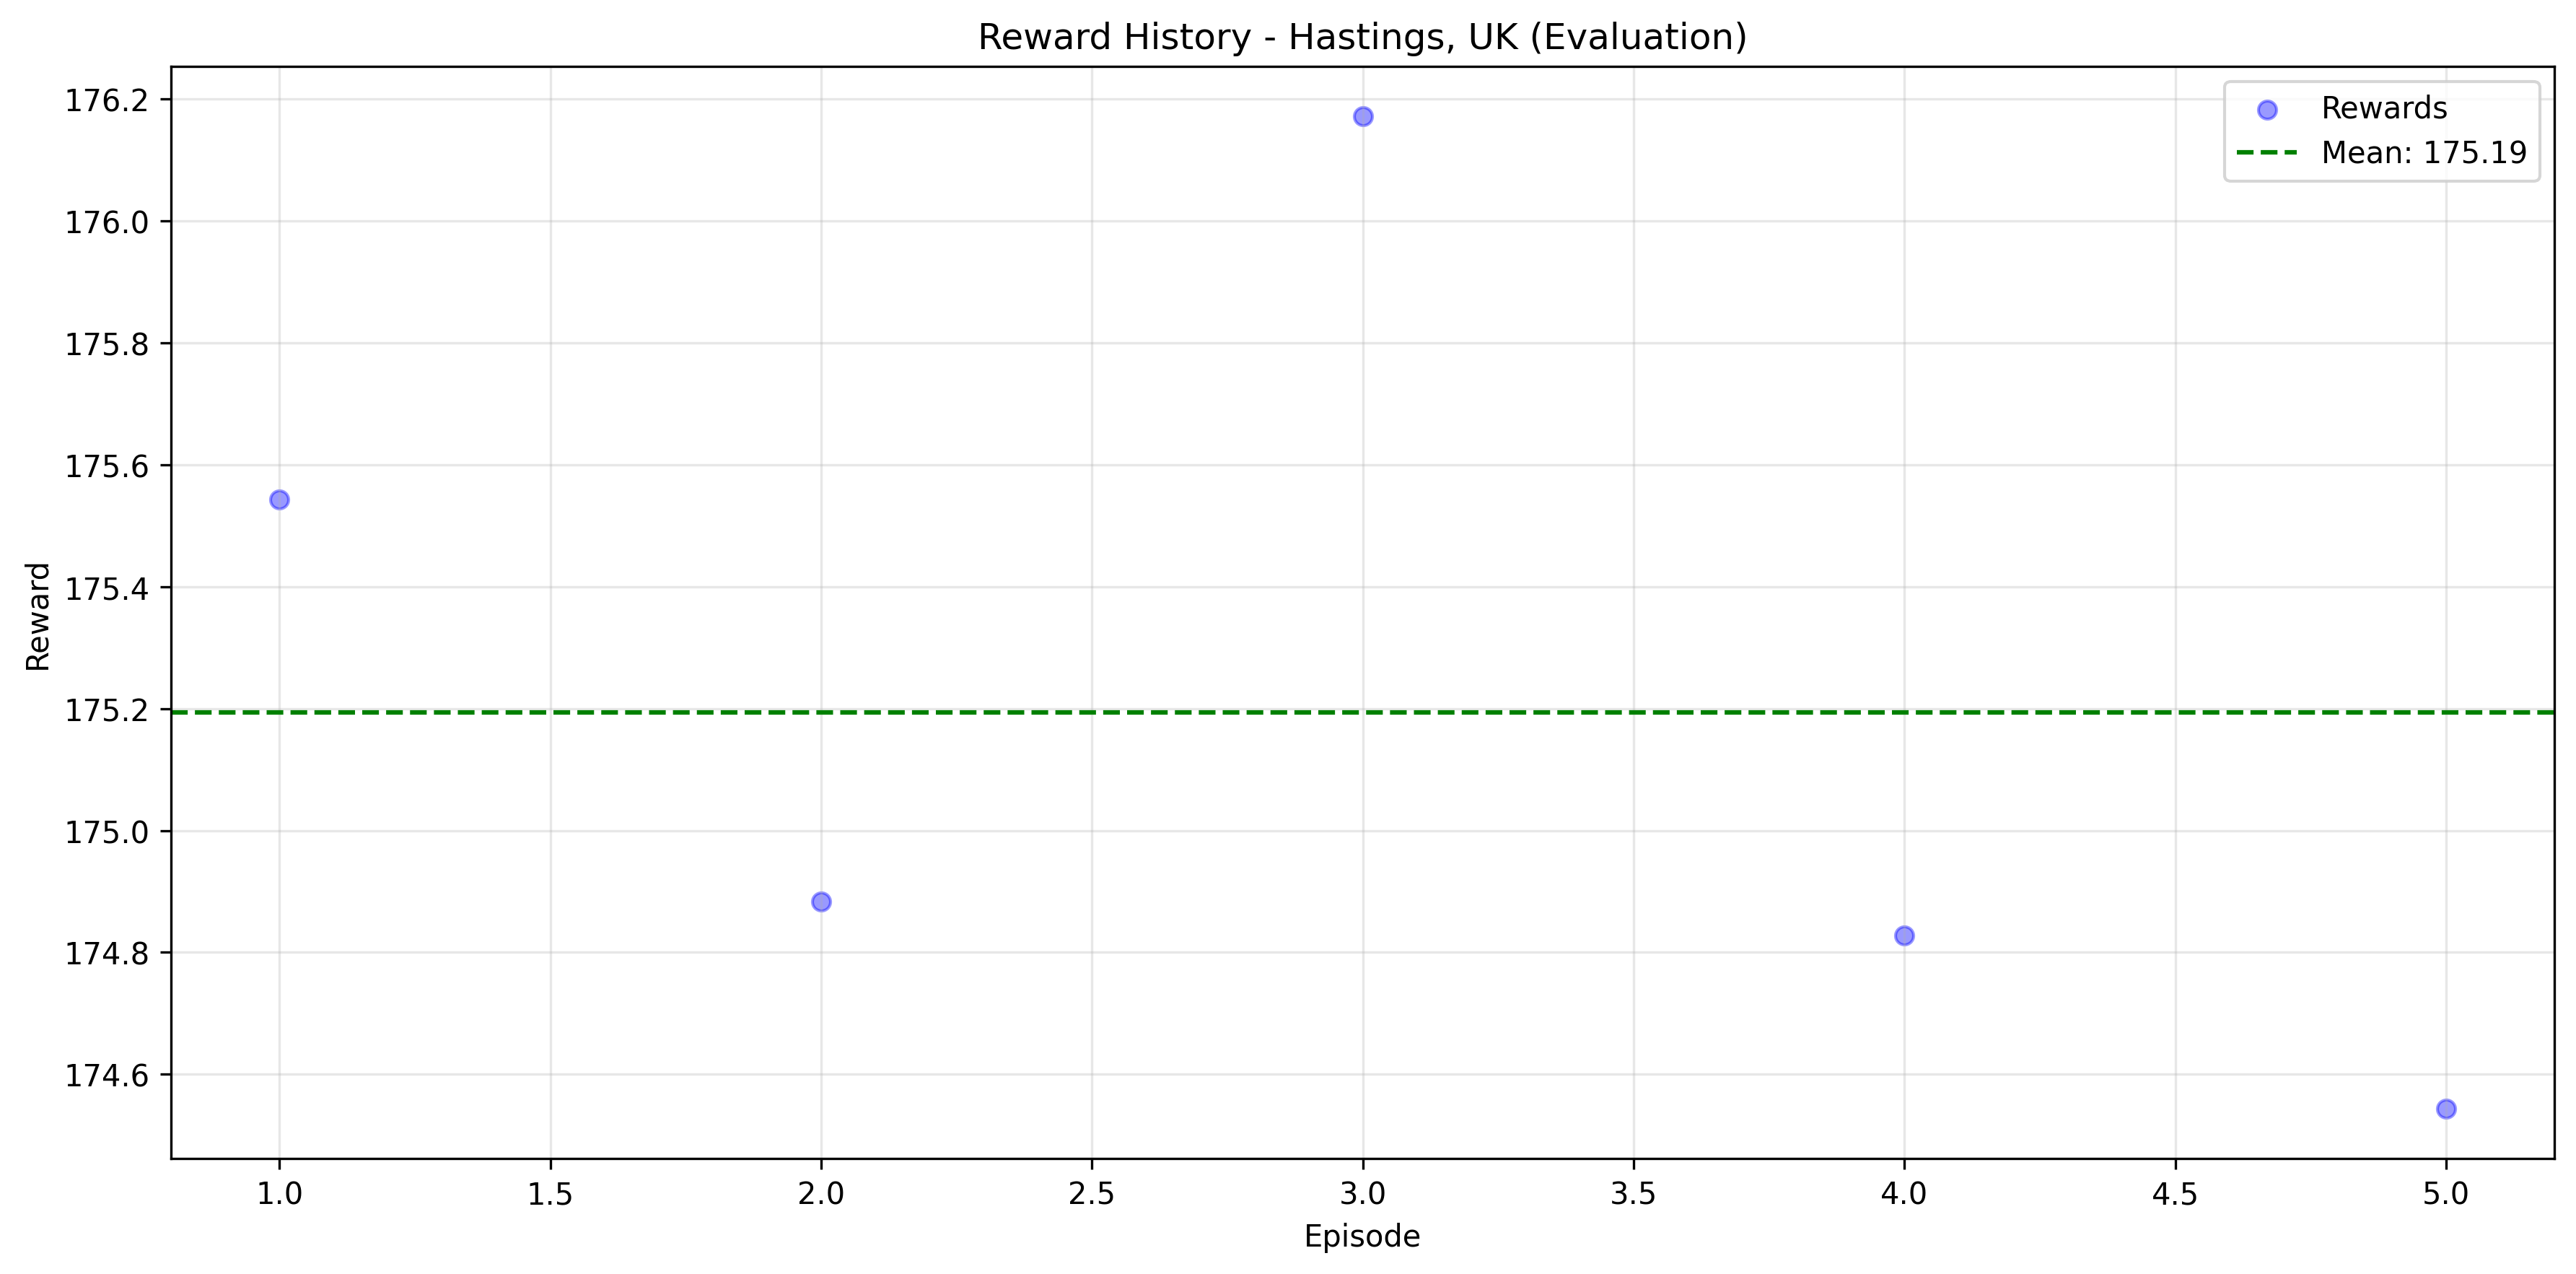 Reward History - Hastings, UK (Evaluation)
Rewards
Mean: 175.19
176.2
176.0
175.8
175.6
175.4
175.2
175.0
174.8
174.6
Reward
1.0 1.5 2.0 2.5 3.0 3.5 4.0 4.5 5.0
Episode